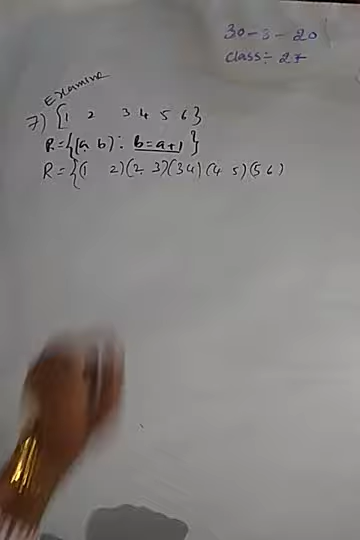 30-3-20
class:- 27
Examine
7) {1 2 3 4 5 6}
R={(a b): b=a+1}
R={(1 2)(2 3)(3 4)(4 5)(5 6)